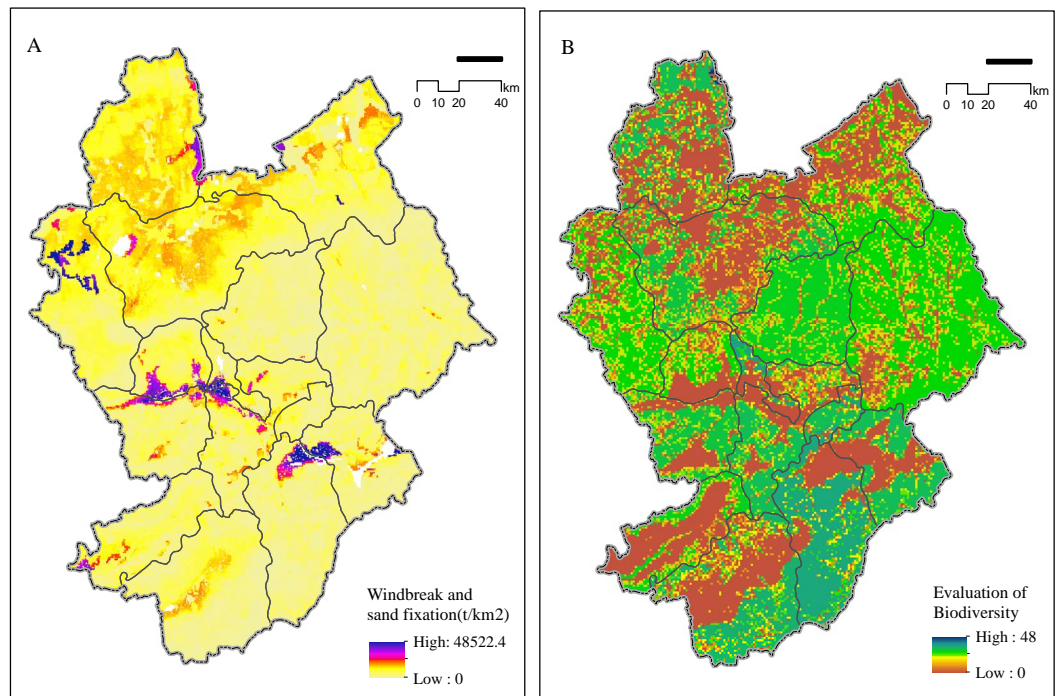 A
km
0 10 20 40
Windbreak and
sand fixation(t/km2)
High: 48522.4
Low : 0
B
km
0 10 20 40
Evaluation of
Biodiversity
High : 48
Low : 0